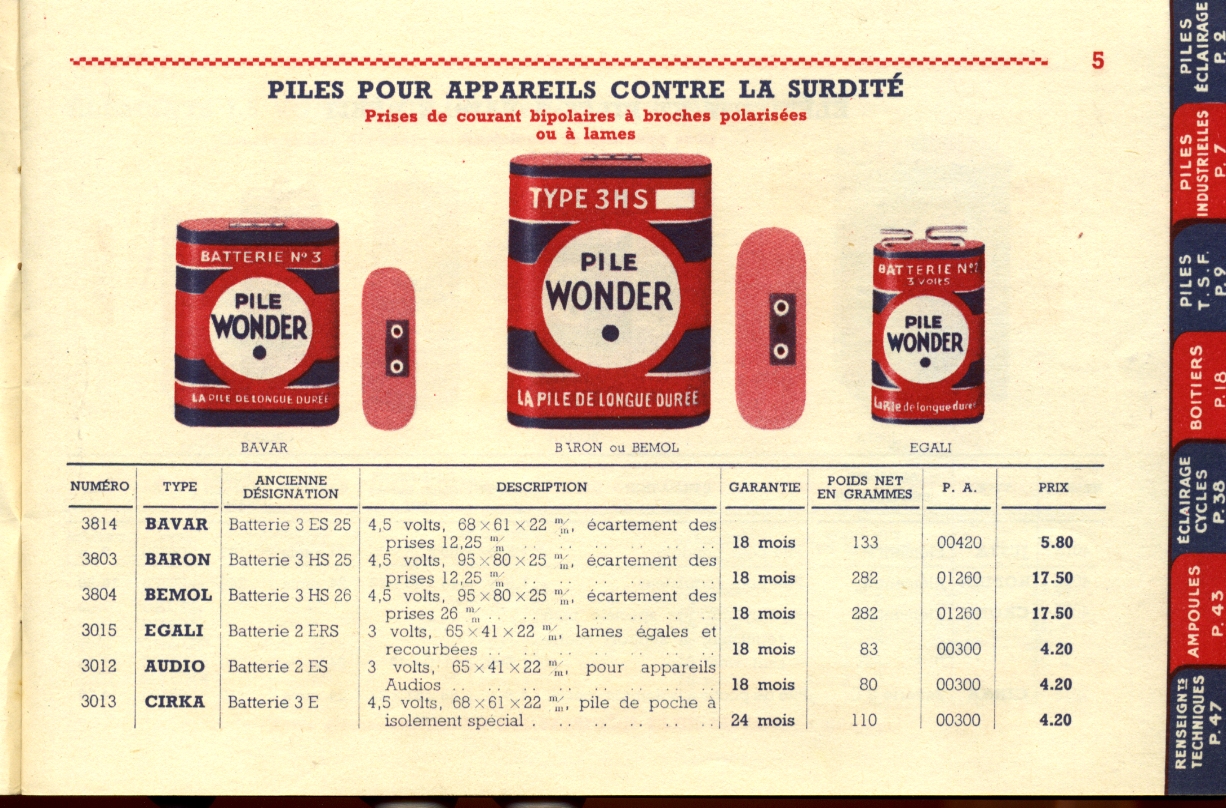 5
PILES POUR APPAREILS CONTRE LA SURDITÉ
Prises de courant bipolaires à broches polarisées
ou à lames
BATTERIE Nº 3
PILE
WONDER
LA PILE DE LONGUE DURÉE
BAVAR
TYPE 3HS
PILE
WONDER
LA PILE DE LONGUE DURÉE
BARON ou BEMOL
BATTERIE Nº2
3 VOLTS
PILE
WONDER
La Pile de longue durée
EGALI
NUMÉRO TYPE ANCIENNE DÉSIGNATION DESCRIPTION GARANTIE POIDS NET EN GRAMMES P. A. PRIX
3814 BAVAR Batterie 3 ES 25 4,5 volts, 68×61×22 m/m, écartement des
prises 12,25 m/m .. .. .. .. .. .. 18 mois 133 00420 5.80
3803 BARON Batterie 3 HS 25 4,5 volts, 95×80×25 m/m, écartement des
prises 12,25 m/m .. .. .. .. .. .. 18 mois 282 01260 17.50
3804 BEMOL Batterie 3 HS 26 4,5 volts, 95×80×25 m/m, écartement des
prises 26 m/m .. .. .. .. .. .. .. 18 mois 282 01260 17.50
3015 EGALI Batterie 2 ERS 3 volts, 65×41×22 m/m, lames égales et
recourbées .. .. .. .. .. .. .. 18 mois 83 00300 4.20
3012 AUDIO Batterie 2 ES 3 volts, 65×41×22 m/m, pour appareils
Audios .. .. .. .. .. .. .. .. 18 mois 80 00300 4.20
3013 CIRKA Batterie 3 E 4,5 volts, 68×61×22 m/m, pile de poche à
isolement spécial . .. .. .. .. .. 24 mois 110 00300 4.20
PILES
ÉCLAIRAGE
P. 2
PILES
INDUSTRIELLES
P. 7
PILES
T. S. F.
P. 9
BOITIERS
P. 18
ÉCLAIRAGE
CYCLES
P. 38
AMPOULES
P. 43
RENSEIGNTS
TECHNIQUES
P. 47